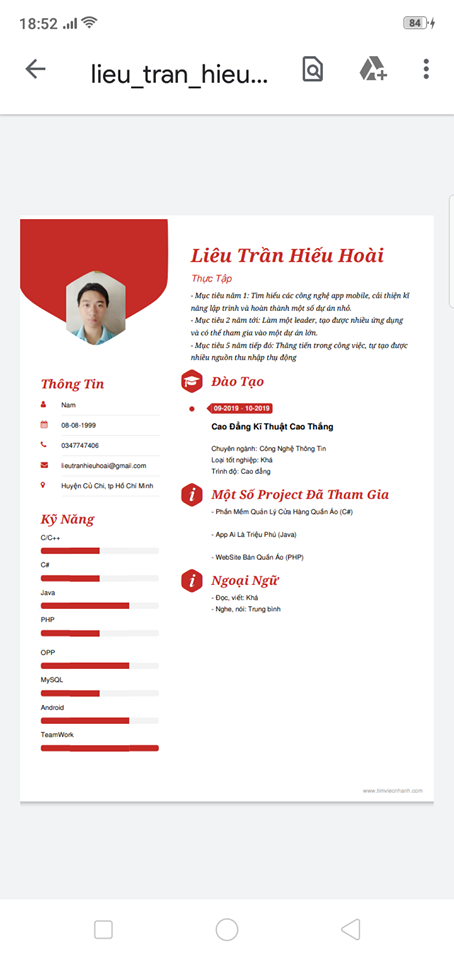 18:52
84
lieu_tran_hieu...
Liêu Trần Hiếu Hoài
Thực Tập
- Mục tiêu năm 1: Tìm hiểu các công nghệ app mobile, cải thiện kĩ
năng lập trình và hoàn thành một số dự án nhỏ.
- Mục tiêu 2 năm tới: Làm một leader, tạo được nhiều ứng dụng
và có thể tham gia vào một dự án lớn.
- Mục tiêu 5 năm tiếp đó: Thăng tiến trong công việc, tự tạo được
nhiều nguồn thu nhập thụ động
Thông Tin
Nam
08-08-1999
0347747406
lieutranhieuhoai@gmail.com
Huyện Củ Chi, tp Hồ Chí Minh
Kỹ Năng
C/C++
C#
Java
PHP
OPP
MySQL
Android
TeamWork
Đào Tạo
09-2019 - 10-2019
Cao Đẳng Kĩ Thuật Cao Thắng
Chuyên ngành: Công Nghệ Thông Tin
Loại tốt nghiệp: Khá
Trình độ: Cao đẳng
Một Số Project Đã Tham Gia
- Phần Mềm Quản Lý Cửa Hàng Quần Áo (C#)
- App Ai Là Triệu Phú (Java)
- WebSite Bán Quần Áo (PHP)
Ngoại Ngữ
- Đọc, viết: Khá
- Nghe, nói: Trung bình
www.timviecnhanh.com